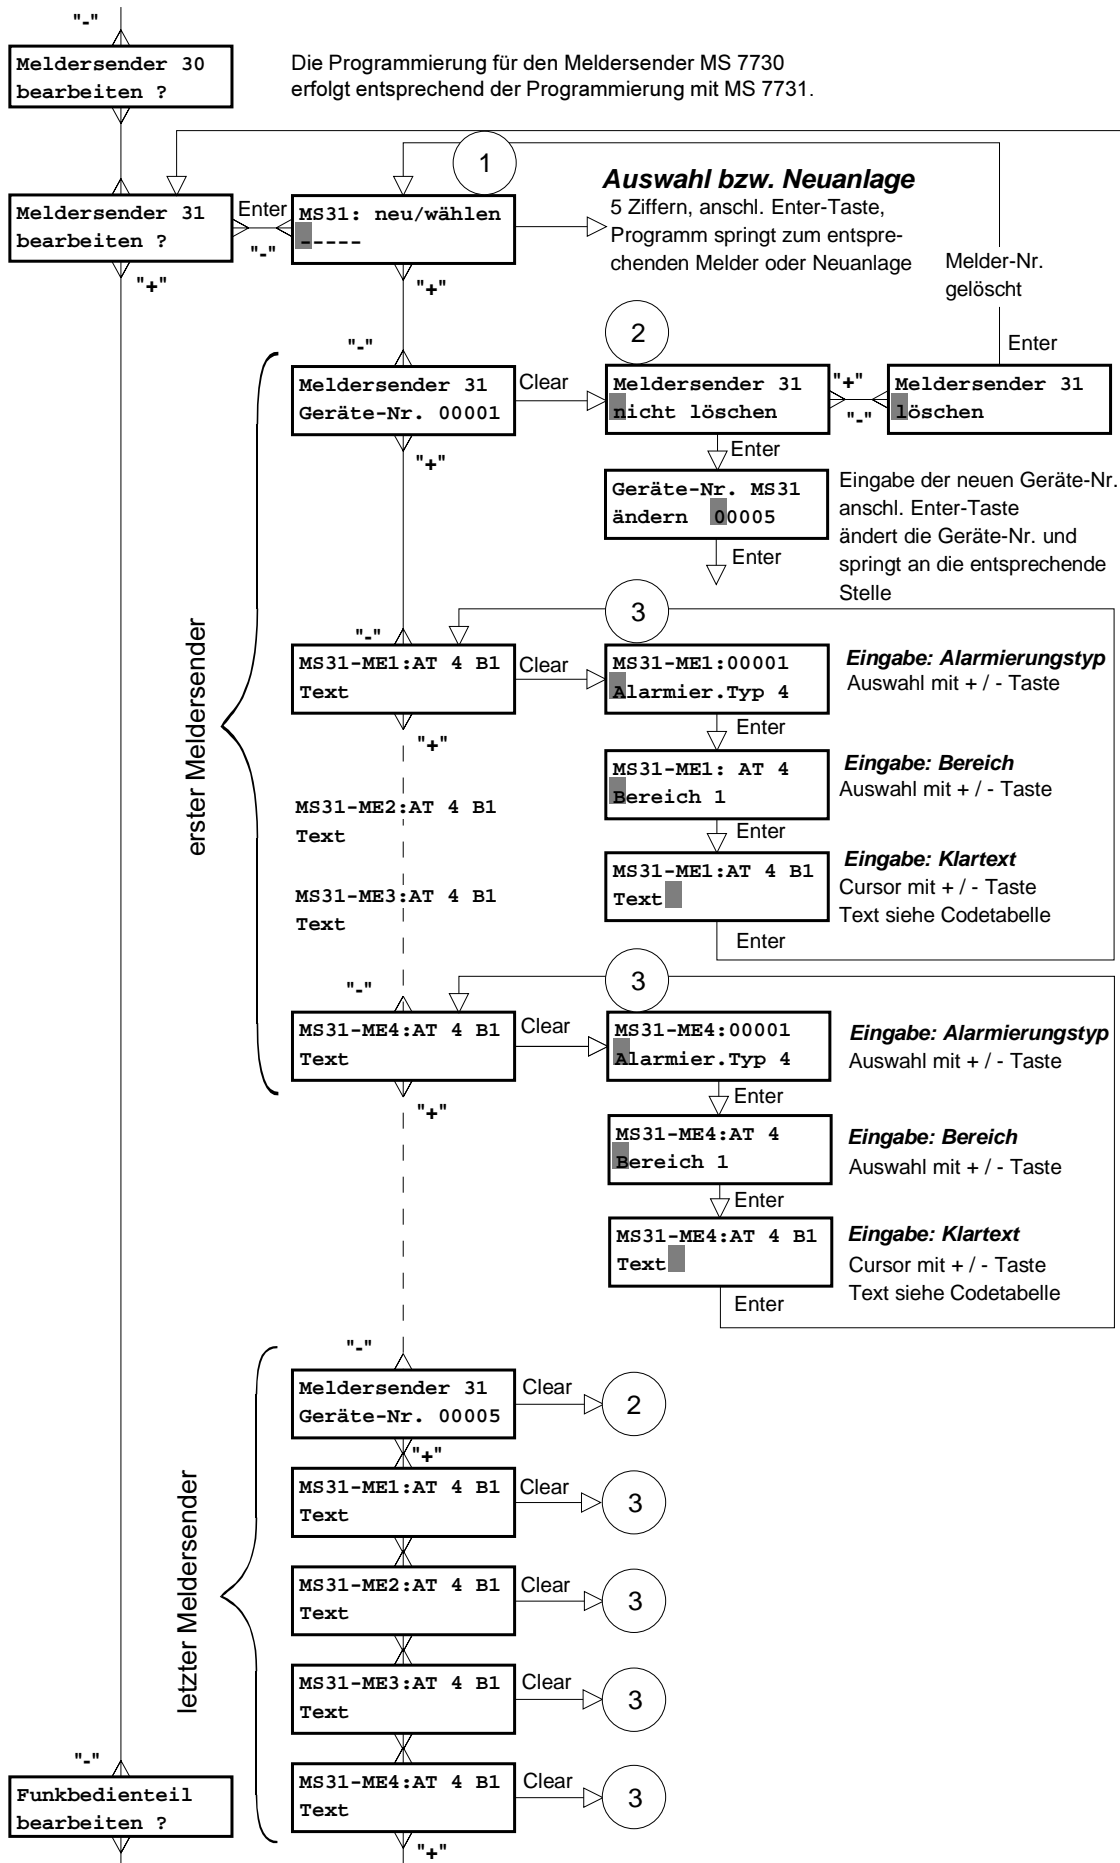 "-"
Meldersender 30
bearbeiten ?
Die Programmierung für den Meldersender MS 7730
erfolgt entsprechend der Programmierung mit MS 7731.
1
Meldersender 31
bearbeiten ?
Enter
"-"
"+"
MS31: neu/wählen
-----
"+"
Auswahl bzw. Neuanlage
5 Ziffern, anschl. Enter-Taste,
Programm springt zum entspre-
chenden Melder oder Neuanlage
Melder-Nr.
gelöscht
Enter
erster Meldersender
"-"
Meldersender 31
Geräte-Nr. 00001
"+"
Clear
2
Meldersender 31
nicht löschen
"+"
"-"
Meldersender 31
löschen
Enter
Geräte-Nr. MS31
ändern 00005
Enter
Eingabe der neuen Geräte-Nr.
anschl. Enter-Taste
ändert die Geräte-Nr. und
springt an die entsprechende
Stelle
"-"
MS31-ME1:AT 4 B1
Text
"+"
Clear
3
MS31-ME1:00001
Alarmier.Typ 4
Eingabe: Alarmierungstyp
Auswahl mit + / - Taste
Enter
MS31-ME1: AT 4
Bereich 1
Eingabe: Bereich
Auswahl mit + / - Taste
Enter
MS31-ME1:AT 4 B1
Text
Eingabe: Klartext
Cursor mit + / - Taste
Text siehe Codetabelle
Enter
MS31-ME2:AT 4 B1
Text
MS31-ME3:AT 4 B1
Text
"-"
MS31-ME4:AT 4 B1
Text
"+"
Clear
3
MS31-ME4:00001
Alarmier.Typ 4
Eingabe: Alarmierungstyp
Auswahl mit + / - Taste
Enter
MS31-ME4:AT 4
Bereich 1
Eingabe: Bereich
Auswahl mit + / - Taste
Enter
MS31-ME4:AT 4 B1
Text
Eingabe: Klartext
Cursor mit + / - Taste
Text siehe Codetabelle
Enter
letzter Meldersender
"-"
Meldersender 31
Geräte-Nr. 00005
Clear
2
"+"
MS31-ME1:AT 4 B1
Text
Clear
3
MS31-ME2:AT 4 B1
Text
Clear
3
MS31-ME3:AT 4 B1
Text
Clear
3
MS31-ME4:AT 4 B1
Text
Clear
3
"+"
"-"
Funkbedienteil
bearbeiten ?